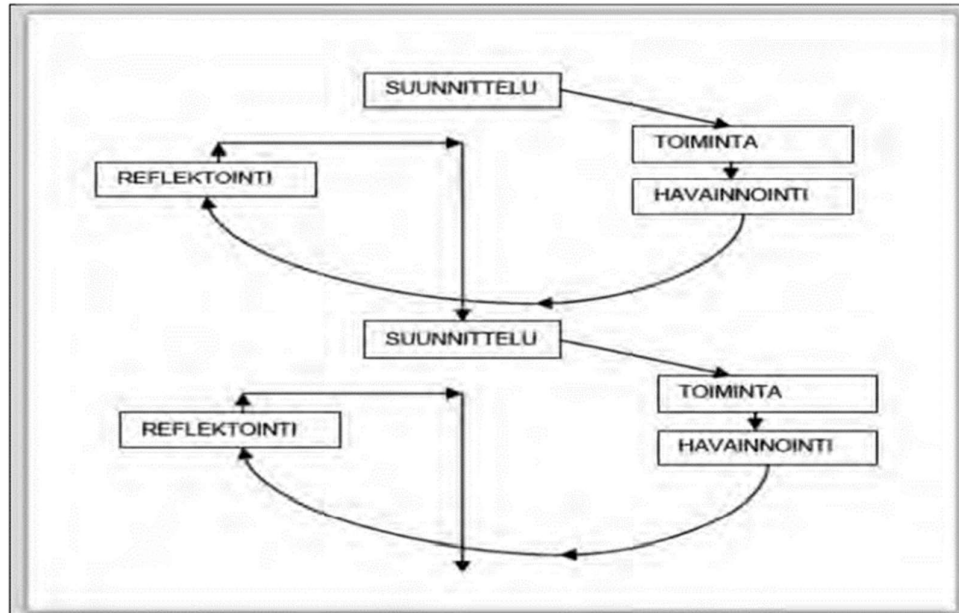 SUUNNITTELU
TOIMINTA
REFLEKTOINTI
HAVAINNOINTI
SUUNNITTELU
TOIMINTA
REFLEKTOINTI
HAVAINNOINTI